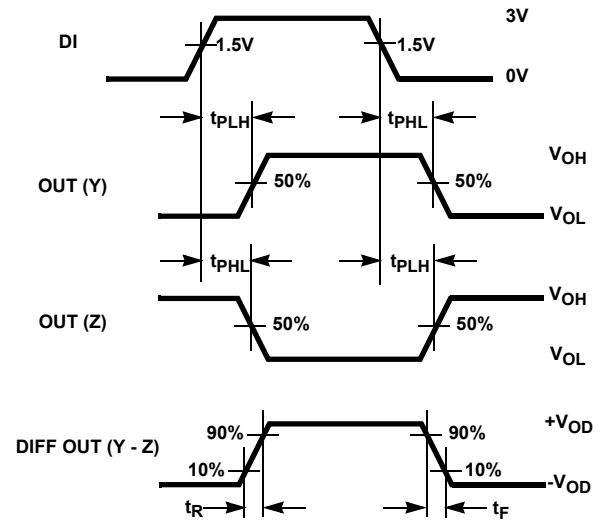 3V
DI
1.5V
1.5V
0V
tPLH
tPHL
VOH
OUT (Y)
50%
50%
VOL
tPHL
tPLH
VOH
OUT (Z)
50%
50%
VOL
+VOD
DIFF OUT (Y - Z)
90%
90%
10%
10%
-VOD
tR
tF